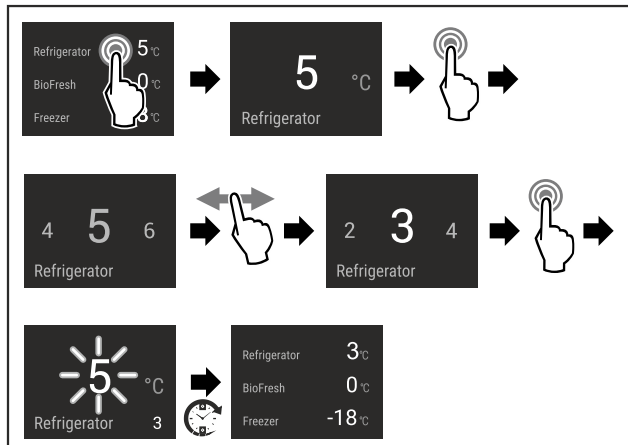 Refrigerator 5 °C
BioFresh 0 °C
Freezer 8 °C
5 °C
Refrigerator
4 5 6
Refrigerator
2 3 4
Refrigerator
5 °C
Refrigerator 3
Refrigerator 3 °C
BioFresh 0 °C
Freezer -18 °C